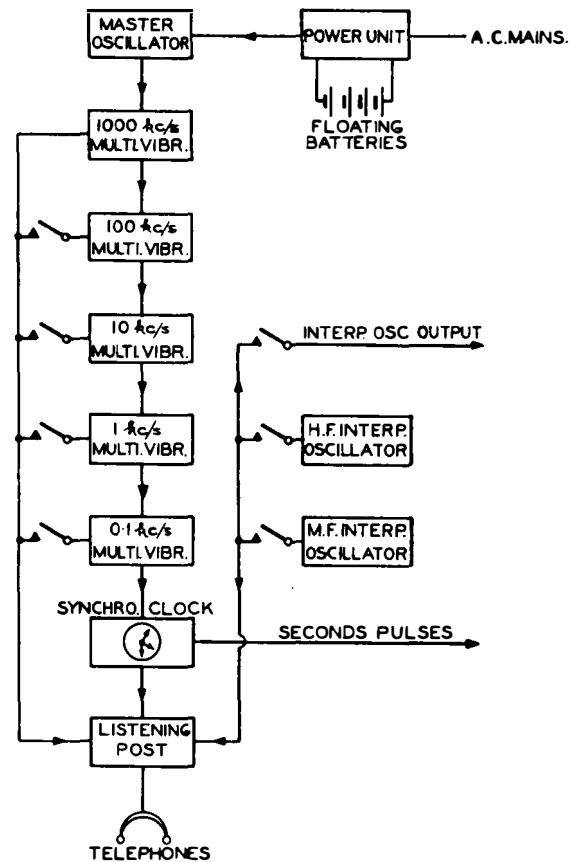 MASTER
OSCILLATOR
POWER UNIT
A.C. MAINS.
FLOATING
BATTERIES
1000 kc/s
MULTI.VIBR.
100 kc/s
MULTI.VIBR.
10 kc/s
MULTI.VIBR.
INTERP. OSC OUTPUT
1 kc/s
MULTI.VIBR.
H.F. INTERP.
OSCILLATOR
0·1 kc/s
MULTI.VIBR.
M.F. INTERP.
OSCILLATOR
SYNCHRO. CLOCK
SECONDS PULSES
LISTENING
POST
TELEPHONES